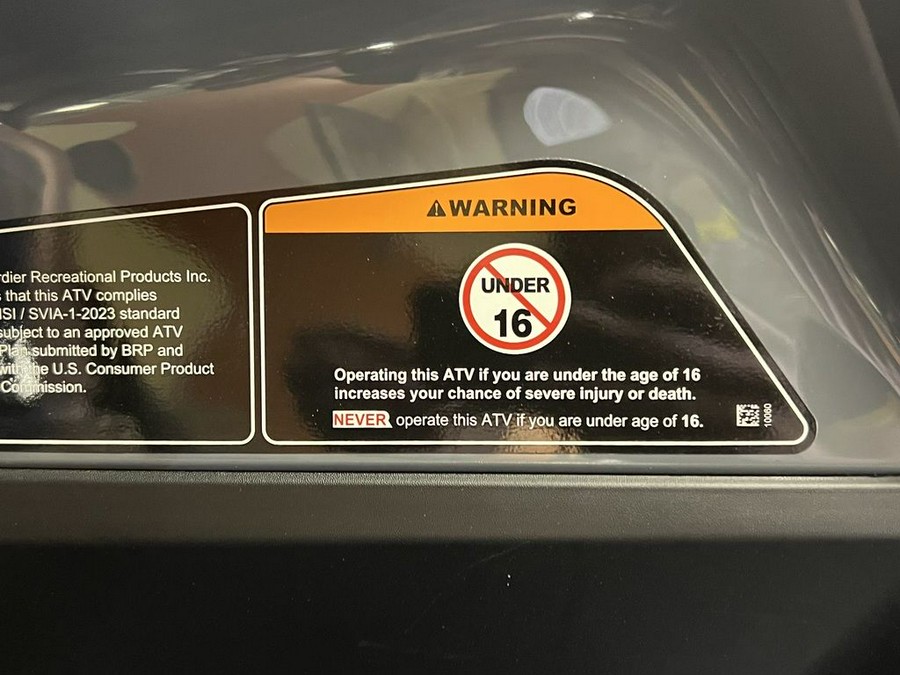 rdier Recreational Products Inc.
s that this ATV complies
NSI / SVIA-1-2023 standard
subject to an approved ATV
Plan submitted by BRP and
with the U.S. Consumer Product
Commission.
WARNING
UNDER
16
Operating this ATV if you are under the age of 16
increases your chance of severe injury or death.
NEVER operate this ATV if you are under age of 16.
10060